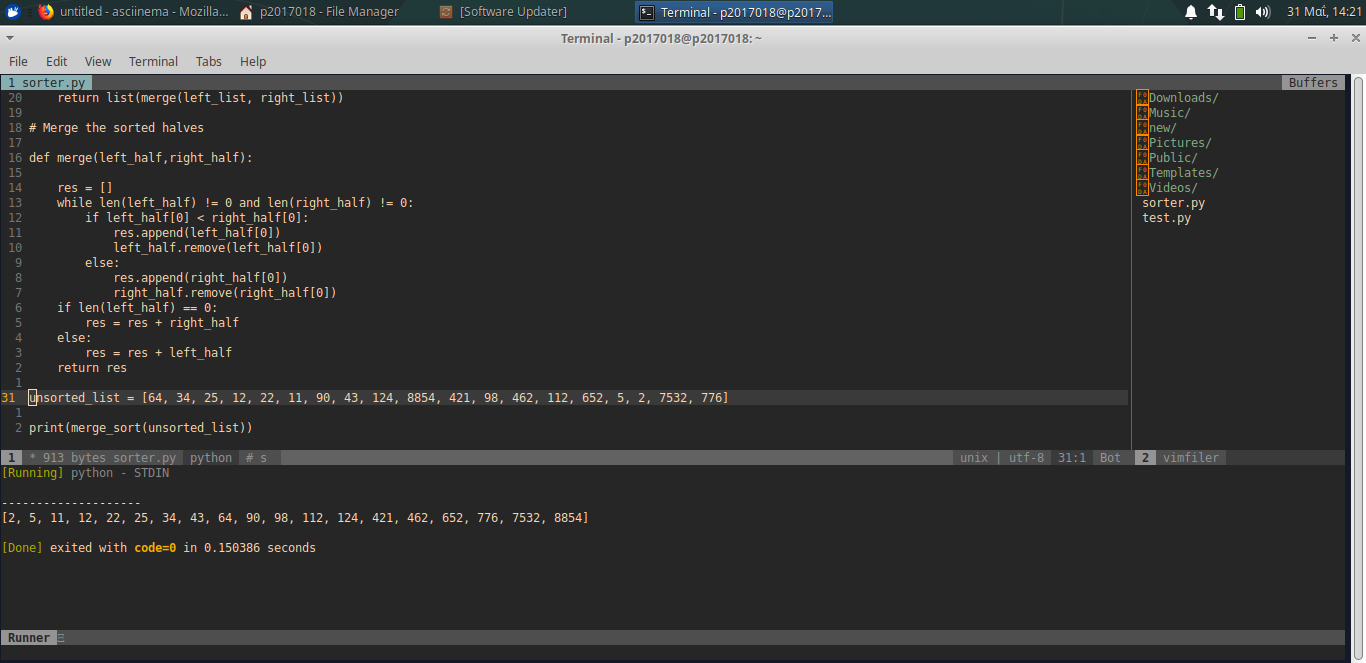 untitled - asciinema - Mozilla... p2017018 - File Manager [Software Updater] Terminal - p2017018@p2017... 31 Μαΐ, 14:21
Terminal - p2017018@p2017018: ~
File Edit View Terminal Tabs Help
1 sorter.py Buffers
20 return list(merge(left_list, right_list))
19
18 # Merge the sorted halves
17
16 def merge(left_half,right_half):
15
14 res = []
13 while len(left_half) != 0 and len(right_half) != 0:
12 if left_half[0] < right_half[0]:
11 res.append(left_half[0])
10 left_half.remove(left_half[0])
9 else:
8 res.append(right_half[0])
7 right_half.remove(right_half[0])
6 if len(left_half) == 0:
5 res = res + right_half
4 else:
3 res = res + left_half
2 return res
1
31 unsorted_list = [64, 34, 25, 12, 22, 11, 90, 43, 124, 8854, 421, 98, 462, 112, 652, 5, 2, 7532, 776]
1
2 print(merge_sort(unsorted_list))
Downloads/
Music/
new/
Pictures/
Public/
Templates/
Videos/
sorter.py
test.py
1 * 913 bytes sorter.py python # s unix | utf-8 31:1 Bot 2 vimfiler
[Running] python - STDIN
--------------------
[2, 5, 11, 12, 22, 25, 34, 43, 64, 90, 98, 112, 124, 421, 462, 652, 776, 7532, 8854]
[Done] exited with code=0 in 0.150386 seconds
Runner